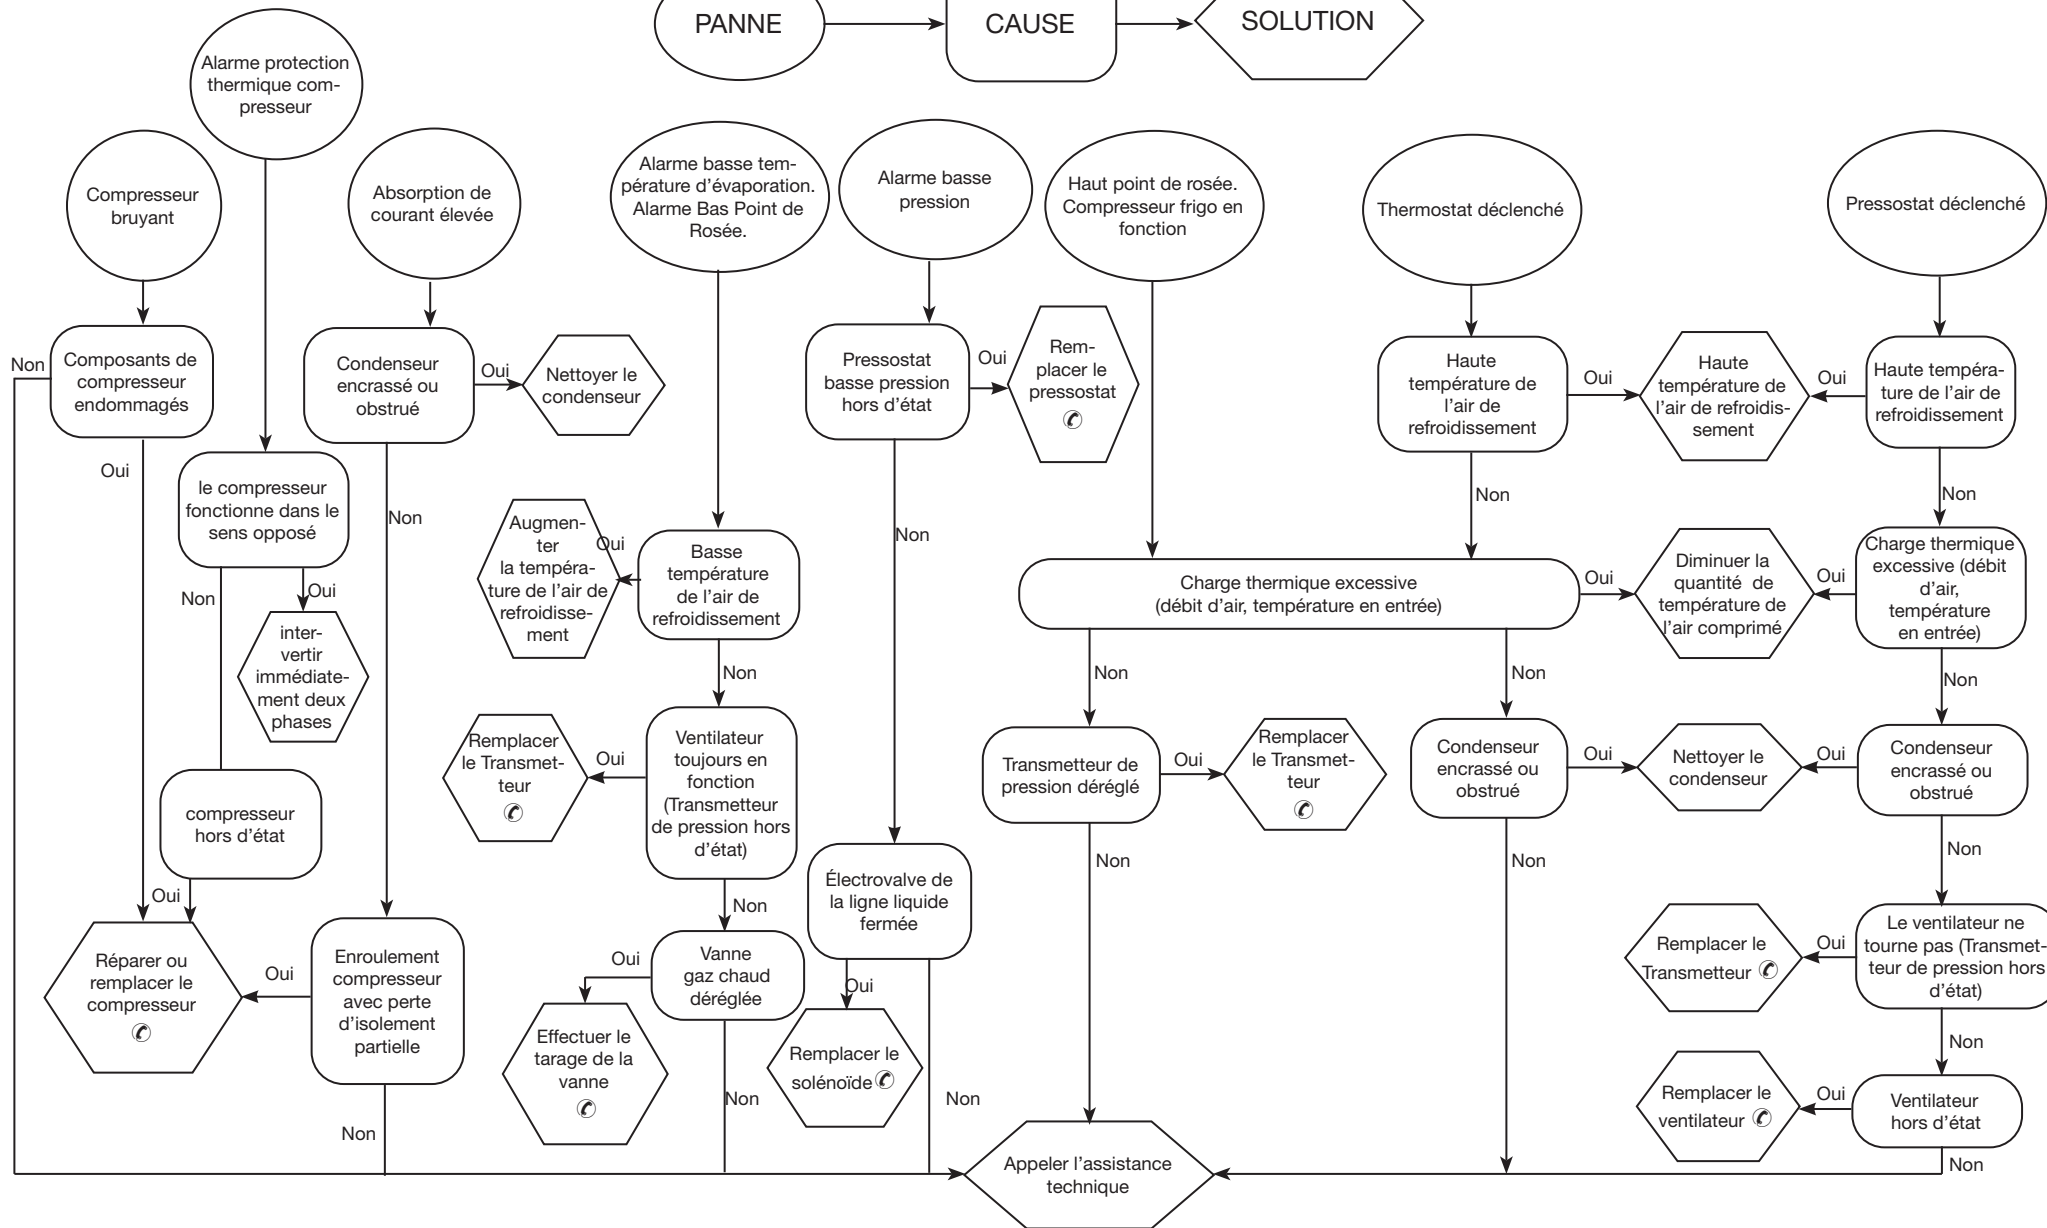 PANNE
CAUSE
SOLUTION
Alarme protection
thermique com-
presseur
Compresseur
bruyant
Absorption de
courant élevée
Alarme basse tem-
pérature d'évaporation.
Alarme Bas Point de
Rosée.
Alarme basse
pression
Haut point de rosée.
Compresseur frigo en
fonction
Thermostat déclenché
Pressostat déclenché
Non
Composants de
compresseur
endommagés
Oui
Condenseur
encrassé ou
obstrué
Oui
Nettoyer le
condenseur
Pressostat
basse pression
hors d'état
Oui
Rem-
placer le
pressostat
Haute
température de
l'air de
refroidissement
Oui
Haute
température de
l'air de refroidis-
sement
Oui
Haute tempéra-
ture de l'air de
refroidissement
le compresseur
fonctionne dans le
sens opposé
Non
Non
Non
Non
Augmen-
ter
la tempéra-
ture de l'air de
refroidisse-
ment
Oui
Basse
température
de l'air de
refroidissement
Non
Oui
inter-
vertir
immédiate-
ment deux
phases
Charge thermique excessive
(débit d'air, température en entrée)
Oui
Diminuer la
quantité de
température de
l'air comprimé
Oui
Charge thermique
excessive (débit
d'air,
température
en entrée)
Non
Non
Non
Non
Remplacer
le Transmet-
teur
Oui
Ventilateur
toujours en
fonction
(Transmetteur
de pression hors
d'état)
Transmetteur de
pression déréglé
Oui
Remplacer
le Transmet-
teur
Condenseur
encrassé ou
obstrué
Oui
Nettoyer le
condenseur
Oui
Condenseur
encrassé ou
obstrué
compresseur
hors d'état
Oui
Non
Électrovalve de
la ligne liquide
fermée
Non
Non
Non
Réparer ou
remplacer le
compresseur
Oui
Enroulement
compresseur
avec perte
d'isolement
partielle
Oui
Vanne
gaz chaud
déréglée
Oui
Remplacer le
Transmetteur
Oui
Le ventilateur ne
tourne pas (Transmet-
teur de pression hors
d'état)
Effectuer le
tarage de la
vanne
Remplacer le
solénoïde
Non
Non
Non
Non
Remplacer le
ventilateur
Oui
Ventilateur
hors d'état
Non
Appeler l'assistance
technique